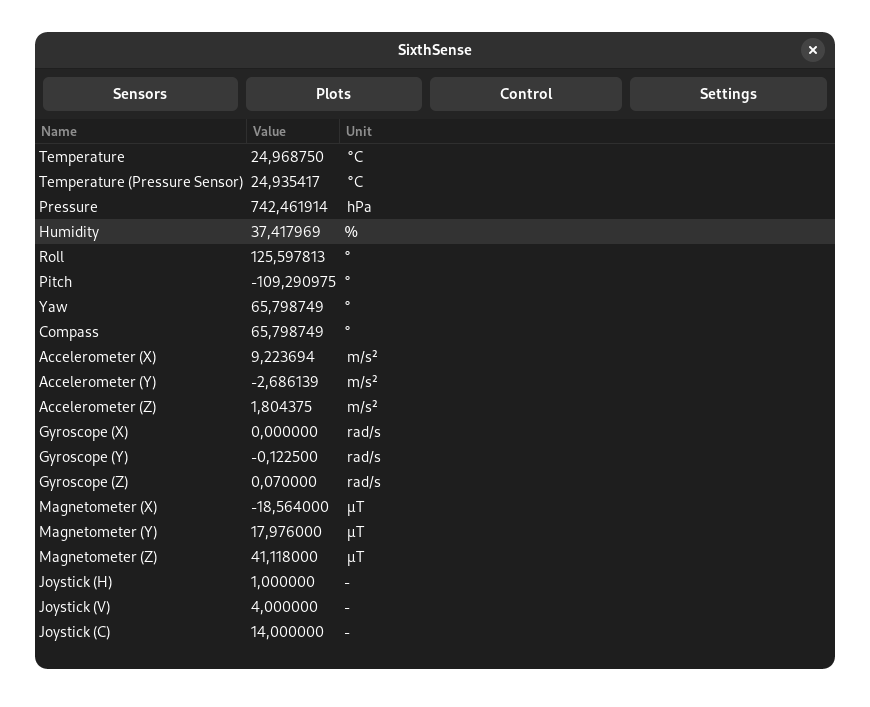 SixthSense
Sensors Plots Control Settings
Name Value Unit
Temperature 24,968750 °C
Temperature (Pressure Sensor) 24,935417 °C
Pressure 742,461914 hPa
Humidity 37,417969 %
Roll 125,597813 °
Pitch -109,290975 °
Yaw 65,798749 °
Compass 65,798749 °
Accelerometer (X) 9,223694 m/s²
Accelerometer (Y) -2,686139 m/s²
Accelerometer (Z) 1,804375 m/s²
Gyroscope (X) 0,000000 rad/s
Gyroscope (Y) -0,122500 rad/s
Gyroscope (Z) 0,070000 rad/s
Magnetometer (X) -18,564000 µT
Magnetometer (Y) 17,976000 µT
Magnetometer (Z) 41,118000 µT
Joystick (H) 1,000000 -
Joystick (V) 4,000000 -
Joystick (C) 14,000000 -